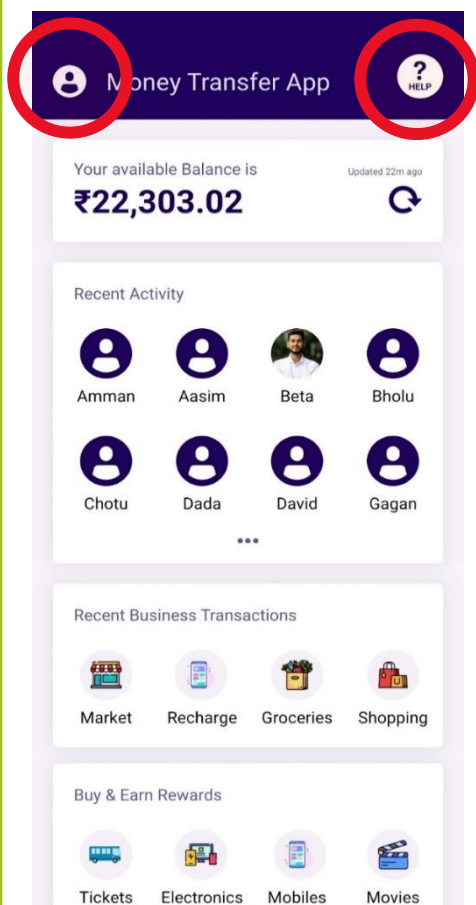 Money Transfer App
?
HELP
Your available Balance is
Updated 22m ago
₹22,303.02
Recent Activity
Amman Aasim Beta Bholu
Chotu Dada David Gagan
Recent Business Transactions
Market Recharge Groceries Shopping
Buy & Earn Rewards
Tickets Electronics Mobiles Movies